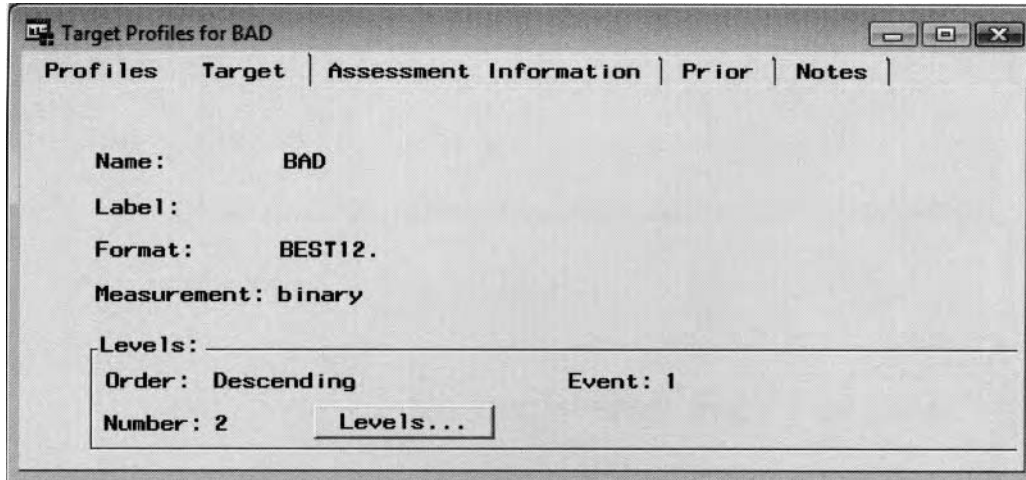 Target Profiles for BAD
Profiles Target Assessment Information Prior Notes
Name: BAD
Label:
Format: BEST12.
Measurement: binary
Levels:
Order: Descending Event: 1
Number: 2 Levels...